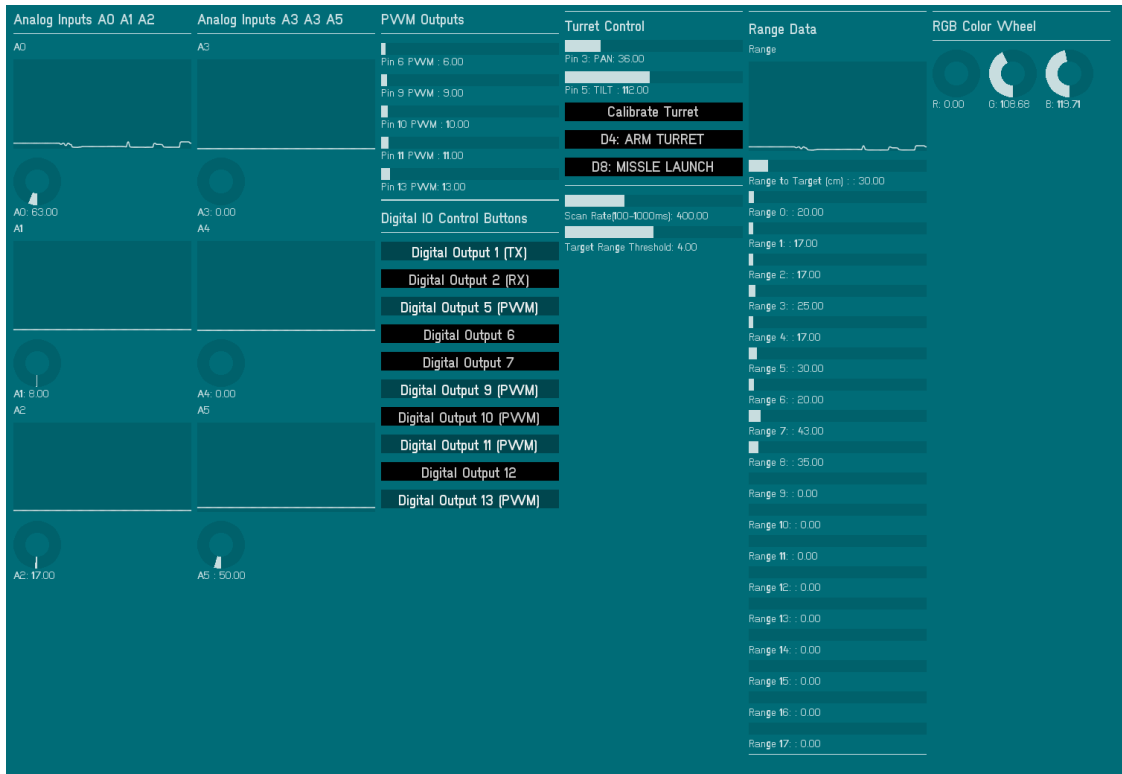 Analog Inputs A0 A1 A2
A0
A0: 63.00
A1
A1: 8.00
A2
A2: 17.00
Analog Inputs A3 A3 A5
A3
A3: 0.00
A4
A4: 0.00
A5
A5 : 50.00
PWM Outputs
Pin 6 PWM : 6.00
Pin 9 PWM : 9.00
Pin 10 PWM : 10.00
Pin 11 PWM : 11.00
Pin 13 PWM: 13.00
Digital IO Control Buttons
Digital Output 1 (TX)
Digital Output 2 (RX)
Digital Output 5 (PWM)
Digital Output 6
Digital Output 7
Digital Output 9 (PWM)
Digital Output 10 (PWM)
Digital Output 11 (PWM)
Digital Output 12
Digital Output 13 (PWM)
Turret Control
Pin 3: PAN: 36.00
Pin 5: TILT : 112.00
Calibrate Turret
D4: ARM TURRET
D8: MISSLE LAUNCH
Scan Rate(100-1000ms): 400.00
Target Range Threshold: 4.00
Range Data
Range
Range to Target (cm) : : 30.00
Range 0: : 20.00
Range 1: : 17.00
Range 2: : 17.00
Range 3: : 25.00
Range 4: : 17.00
Range 5: : 30.00
Range 6: : 20.00
Range 7: : 43.00
Range 8: : 35.00
Range 9: : 0.00
Range 10: : 0.00
Range 11: : 0.00
Range 12: : 0.00
Range 13: : 0.00
Range 14: : 0.00
Range 15: : 0.00
Range 16: : 0.00
Range 17: : 0.00
RGB Color Wheel
R: 0.00
G: 108.68
B: 119.71